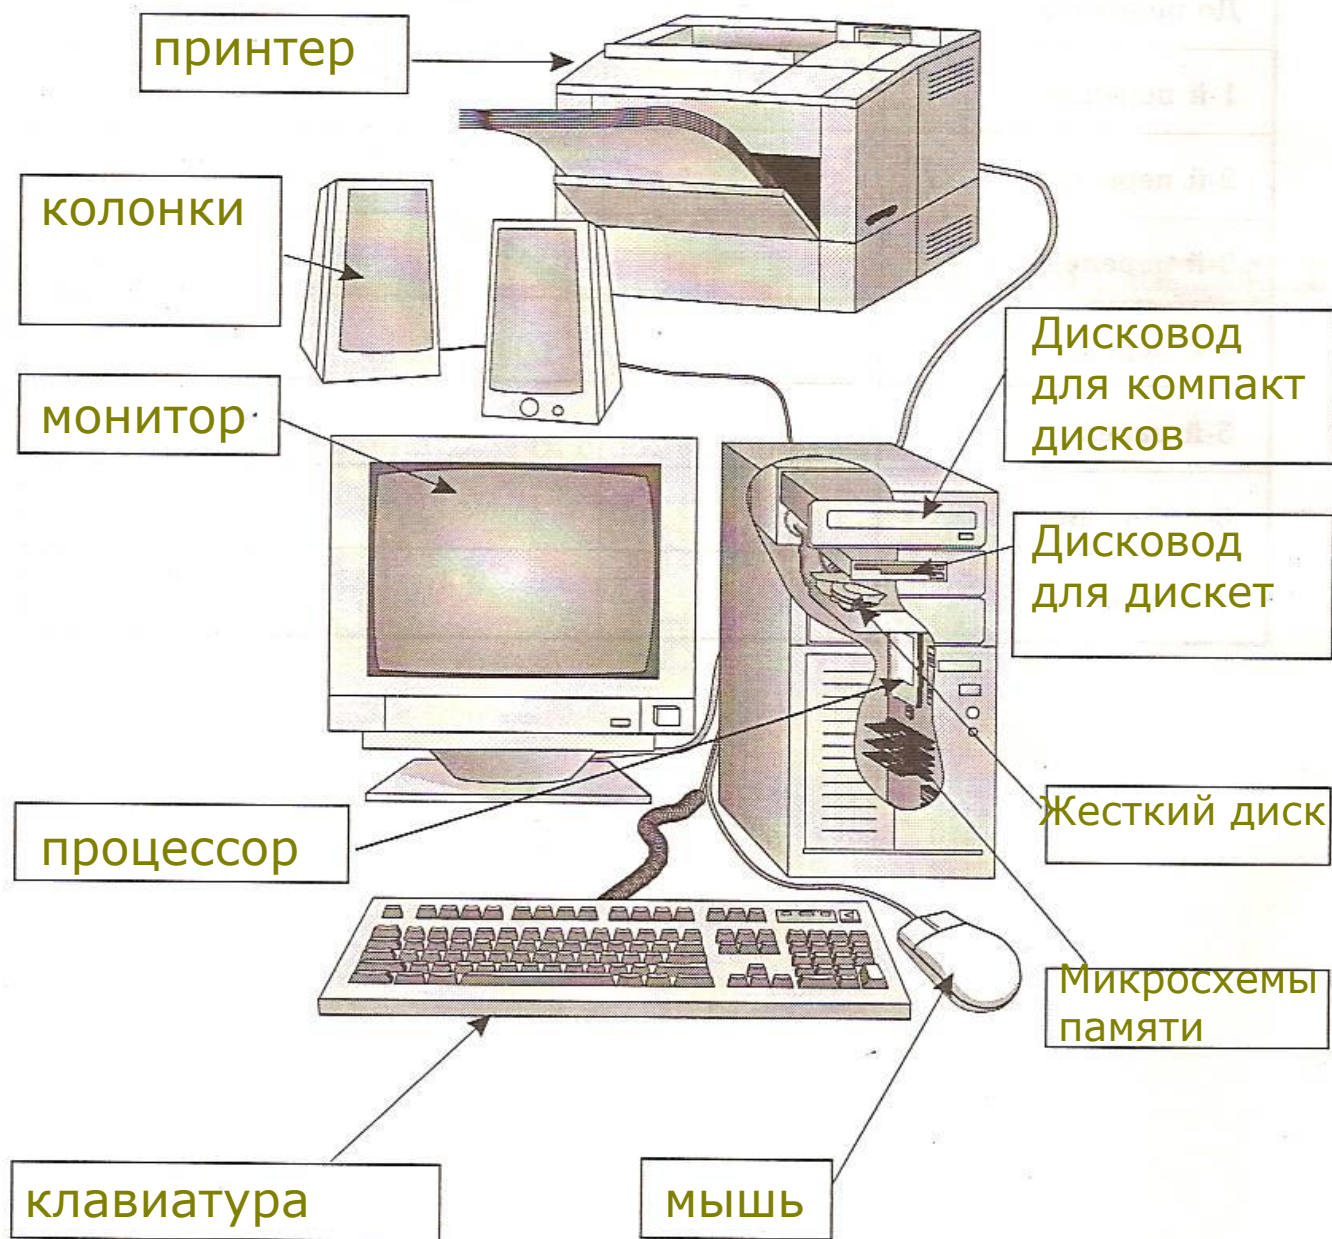 принтер
колонки
монитор
Дисковод
для компакт
дисков
Дисковод
для дискет
Жесткий диск
процессор
Микросхемы
памяти
клавиатура
мышь